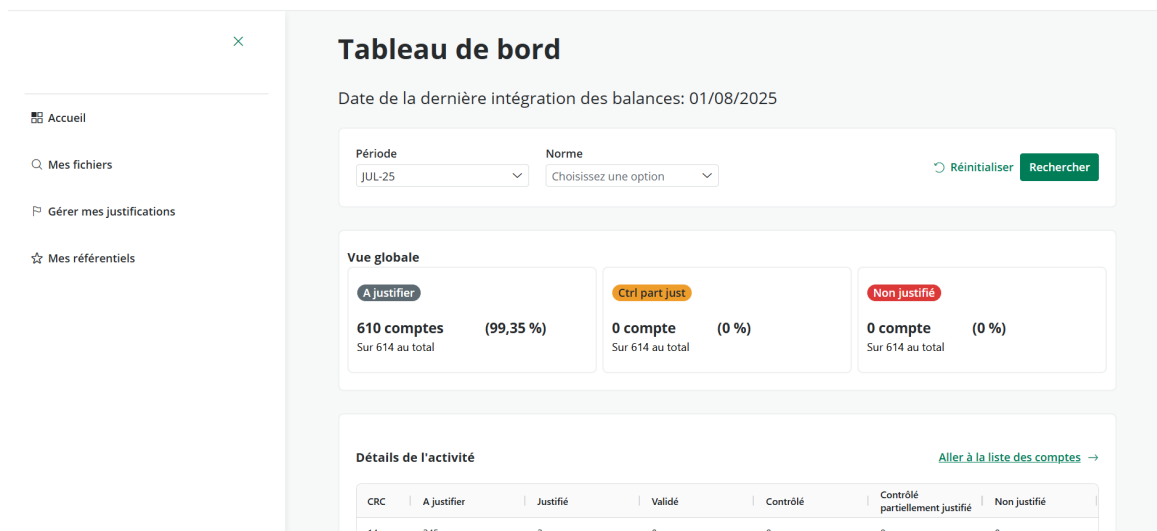 Tableau de bord
Date de la dernière intégration des balances: 01/08/2025
Accueil
Mes fichiers
Gérer mes justifications
Mes référentiels
Période
Norme
JUL-25
Choisissez une option
Réinitialiser
Rechercher
Vue globale
A justifier
Ctrl part just
Non justifié
610 comptes (99,35 %)
0 compte (0 %)
0 compte (0 %)
Sur 614 au total
Sur 614 au total
Sur 614 au total
Détails de l'activité
Aller à la liste des comptes →
CRC
A justifier
Justifié
Validé
Contrôlé
Contrôlé
partiellement justifié
Non justifié